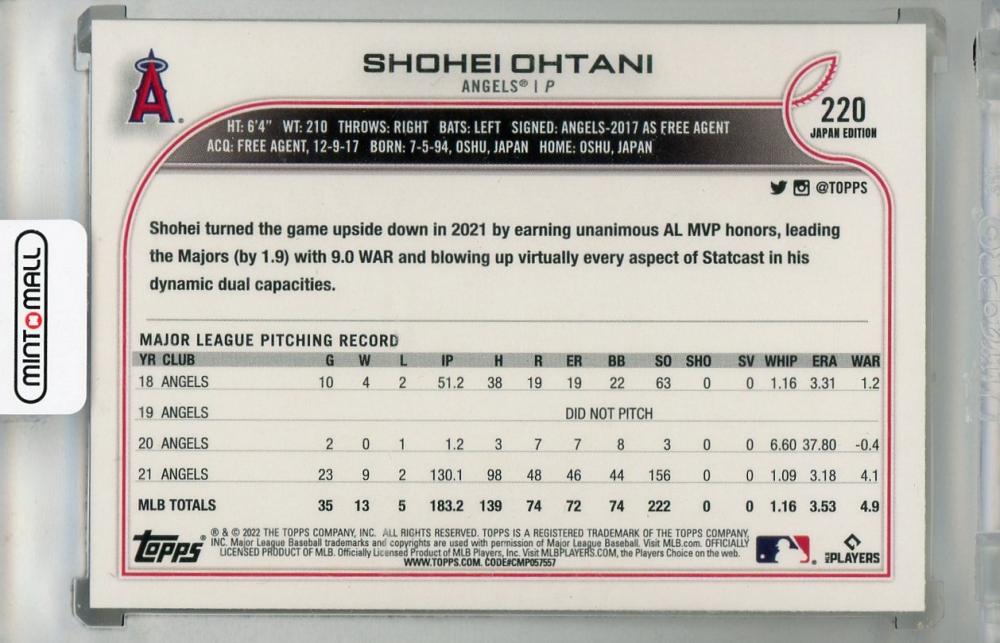 SHOHEI OHTANI
ANGELS® | P
220
JAPAN EDITION
HT: 6'4" WT: 210 THROWS: RIGHT BATS: LEFT SIGNED: ANGELS-2017 AS FREE AGENT
ACQ: FREE AGENT, 12-9-17 BORN: 7-5-94, OSHU, JAPAN HOME: OSHU, JAPAN
@TOPPS
Shohei turned the game upside down in 2021 by earning unanimous AL MVP honors, leading
the Majors (by 1.9) with 9.0 WAR and blowing up virtually every aspect of Statcast in his
dynamic dual capacities.
MINTOMALL
MAJOR LEAGUE PITCHING RECORD
YR CLUB G W L IP H R ER BB SO SHO SV WHIP ERA WAR
18 ANGELS 10 4 2 51.2 38 19 19 22 63 0 0 1.16 3.31 1.2
19 ANGELS DID NOT PITCH
20 ANGELS 2 0 1 1.2 3 7 7 8 3 0 0 6.60 37.80 -0.4
21 ANGELS 23 9 2 130.1 98 48 46 44 156 0 0 1.09 3.18 4.1
MLB TOTALS 35 13 5 183.2 139 74 72 74 222 0 0 1.16 3.53 4.9
Topps®
® & © 2022 THE TOPPS COMPANY, INC. ALL RIGHTS RESERVED. TOPPS IS A REGISTERED TRADEMARK OF THE TOPPS COMPANY,
INC. Major League Baseball trademarks and copyrights are used with permission of Major League Baseball. Visit MLB.com. OFFICIALLY
LICENSED PRODUCT OF MLB. Officially Licensed Product of MLB Players, Inc. Visit MLBPLAYERS.COM, the Players Choice on the web.
WWW.TOPPS.COM. CODE#CMP057557
MLB PLAYERS